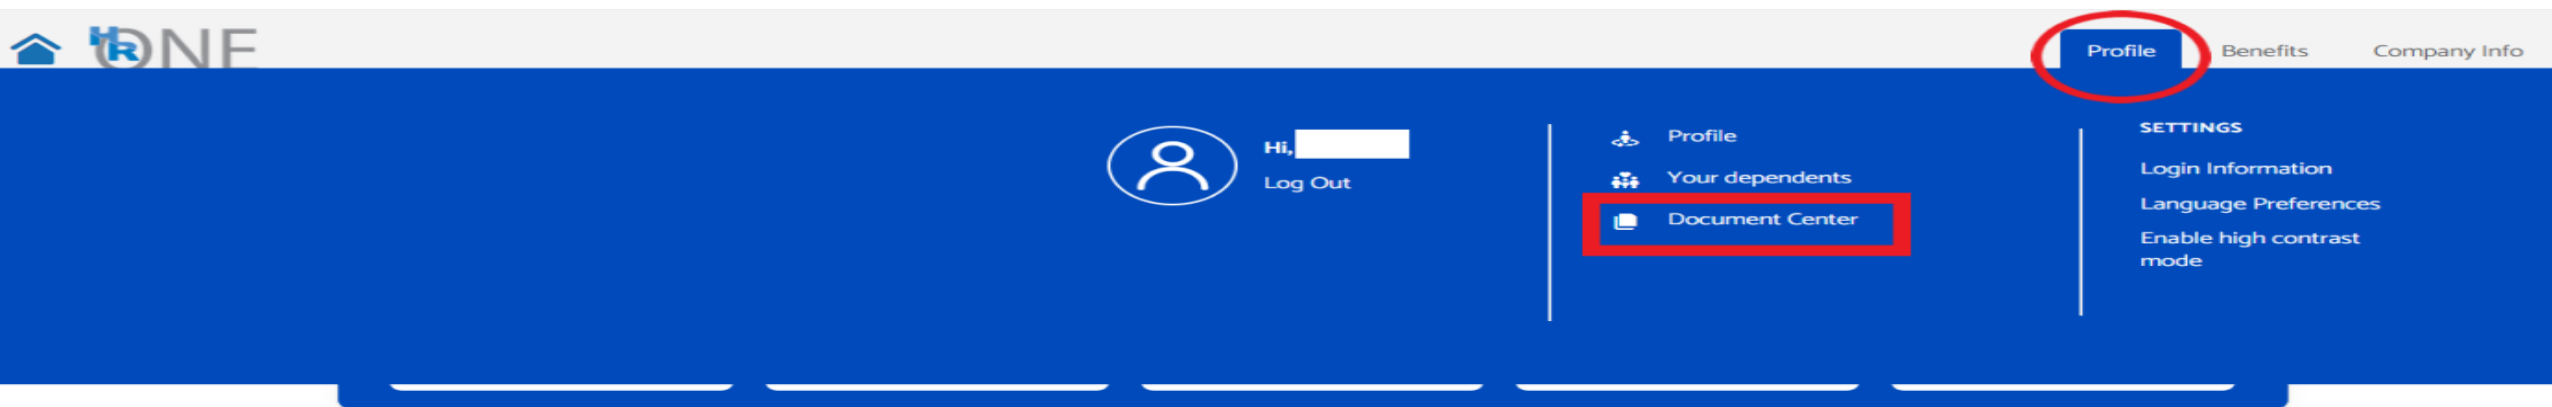 HR ONE
Profile
Benefits
Company Info
Hi,
Log Out
Profile
Your dependents
Document Center
SETTINGS
Login Information
Language Preferences
Enable high contrast
mode